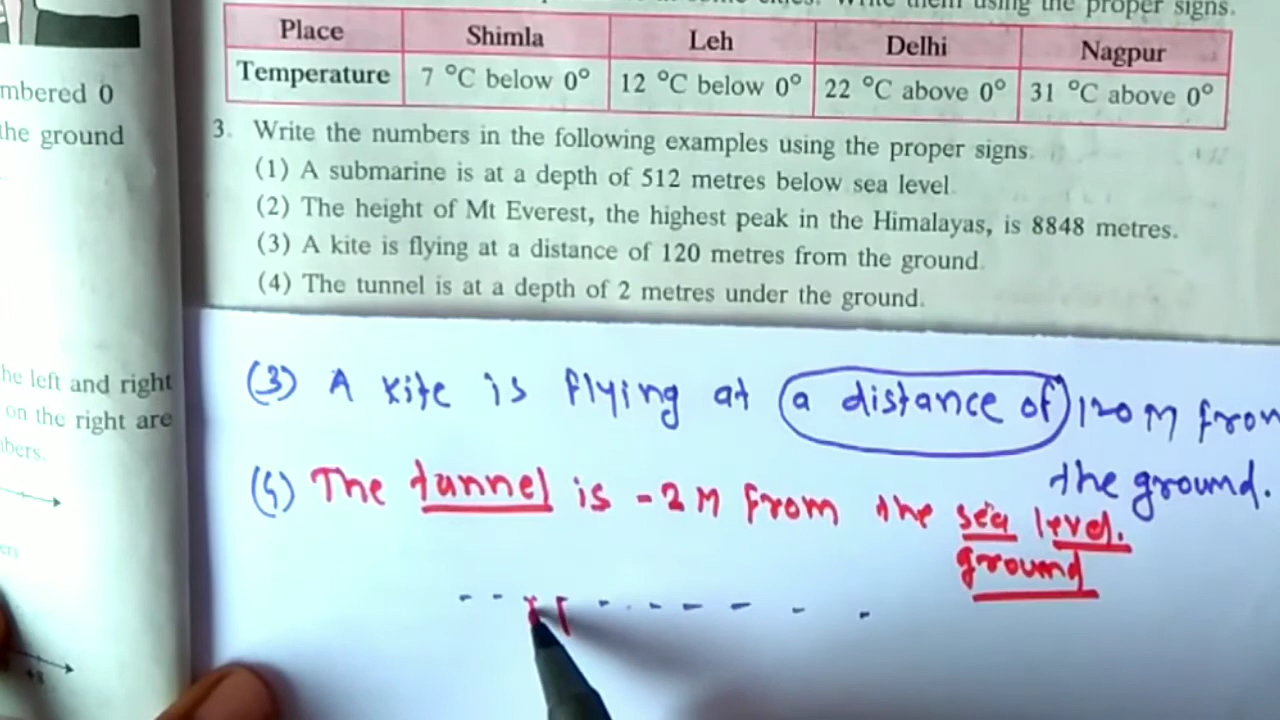 using the proper signs.
Place Shimla Leh Delhi Nagpur
Temperature 7 °C below 0° 12 °C below 0° 22 °C above 0° 31 °C above 0°
mbered 0
the ground
3. Write the numbers in the following examples using the proper signs.
(1) A submarine is at a depth of 512 metres below sea level.
(2) The height of Mt Everest, the highest peak in the Himalayas, is 8848 metres.
(3) A kite is flying at a distance of 120 metres from the ground.
(4) The tunnel is at a depth of 2 metres under the ground.
he left and right
on the right are
bers.
(3) A kite is flying at a distance of 120 M from
the ground.
(4) The tunnel is -2 M from the sea level.
ground